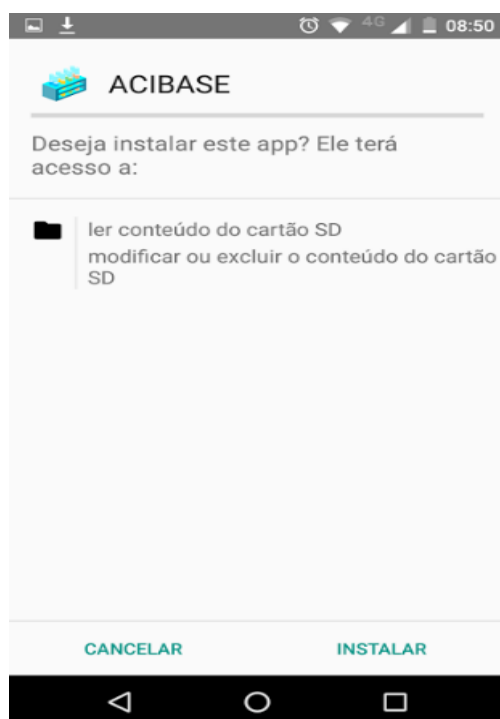 4G 08:50
ACIBASE
Deseja instalar este app? Ele terá
acesso a:
ler conteúdo do cartão SD
modificar ou excluir o conteúdo do cartão
SD
CANCELAR INSTALAR